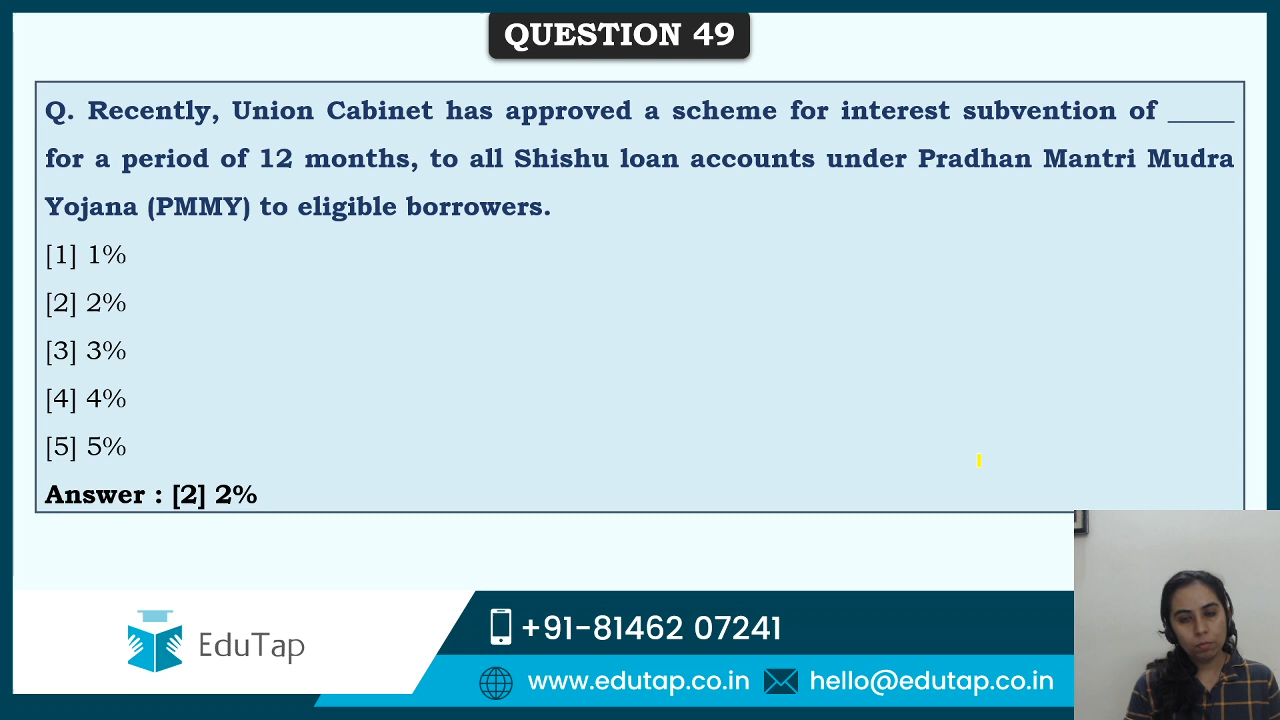 QUESTION 49
Q. Recently, Union Cabinet has approved a scheme for interest subvention of _____
for a period of 12 months, to all Shishu loan accounts under Pradhan Mantri Mudra
Yojana (PMMY) to eligible borrowers.
[1] 1%
[2] 2%
[3] 3%
[4] 4%
[5] 5%
Answer : [2] 2%
EduTap
+91-81462 07241
www.edutap.co.in
hello@edutap.co.in